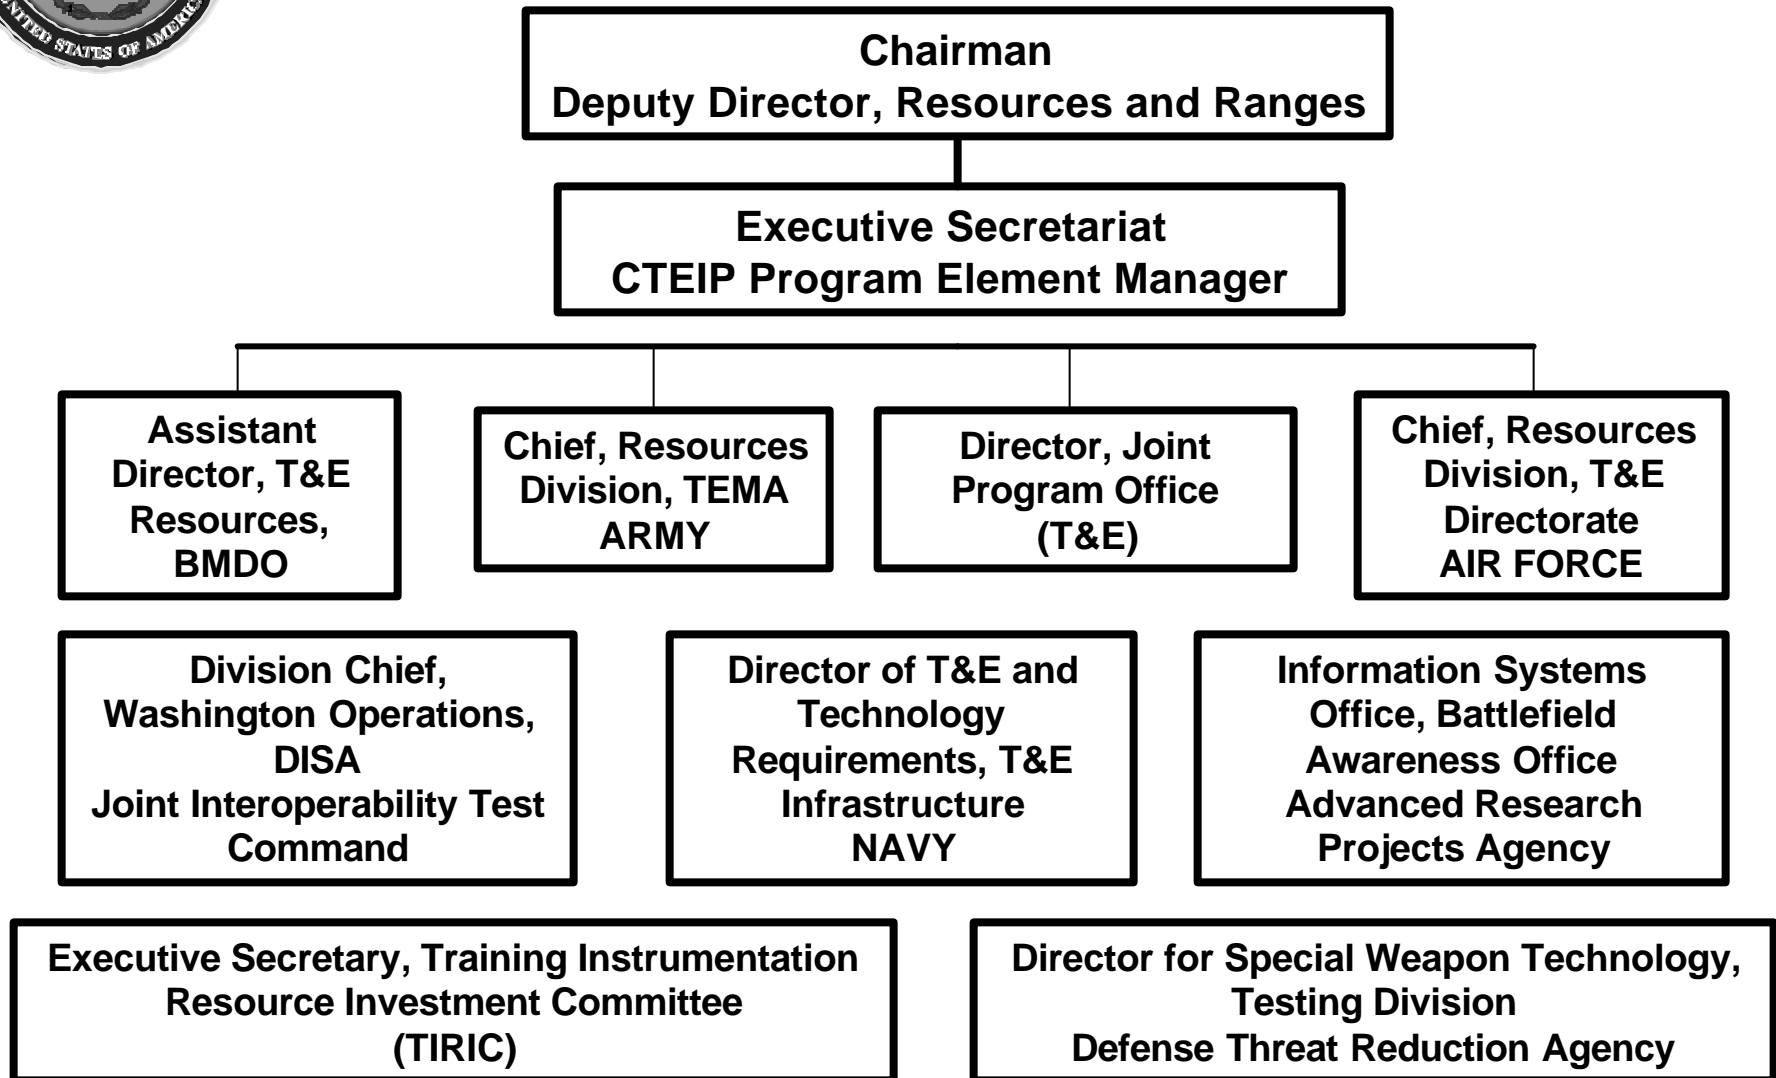 UNITED STATES OF AMERICA
Chairman
Deputy Director, Resources and Ranges
Executive Secretariat
CTEIP Program Element Manager
Assistant
Director, T&E
Resources,
BMDO
Chief, Resources
Division, TEMA
ARMY
Director, Joint
Program Office
(T&E)
Chief, Resources
Division, T&E
Directorate
AIR FORCE
Division Chief,
Washington Operations,
DISA
Joint Interoperability Test
Command
Director of T&E and
Technology
Requirements, T&E
Infrastructure
NAVY
Information Systems
Office, Battlefield
Awareness Office
Advanced Research
Projects Agency
Executive Secretary, Training Instrumentation
Resource Investment Committee
(TIRIC)
Director for Special Weapon Technology,
Testing Division
Defense Threat Reduction Agency